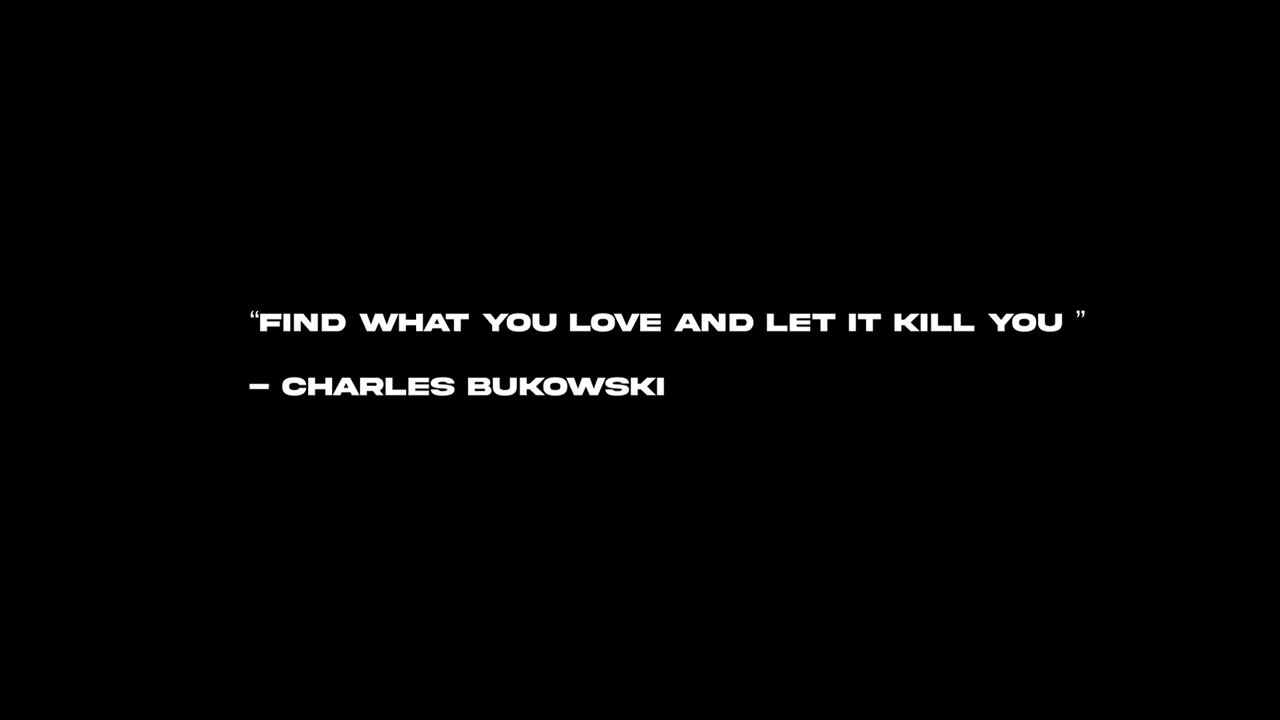 “FIND WHAT YOU LOVE AND LET IT KILL YOU ”
– CHARLES BUKOWSKI